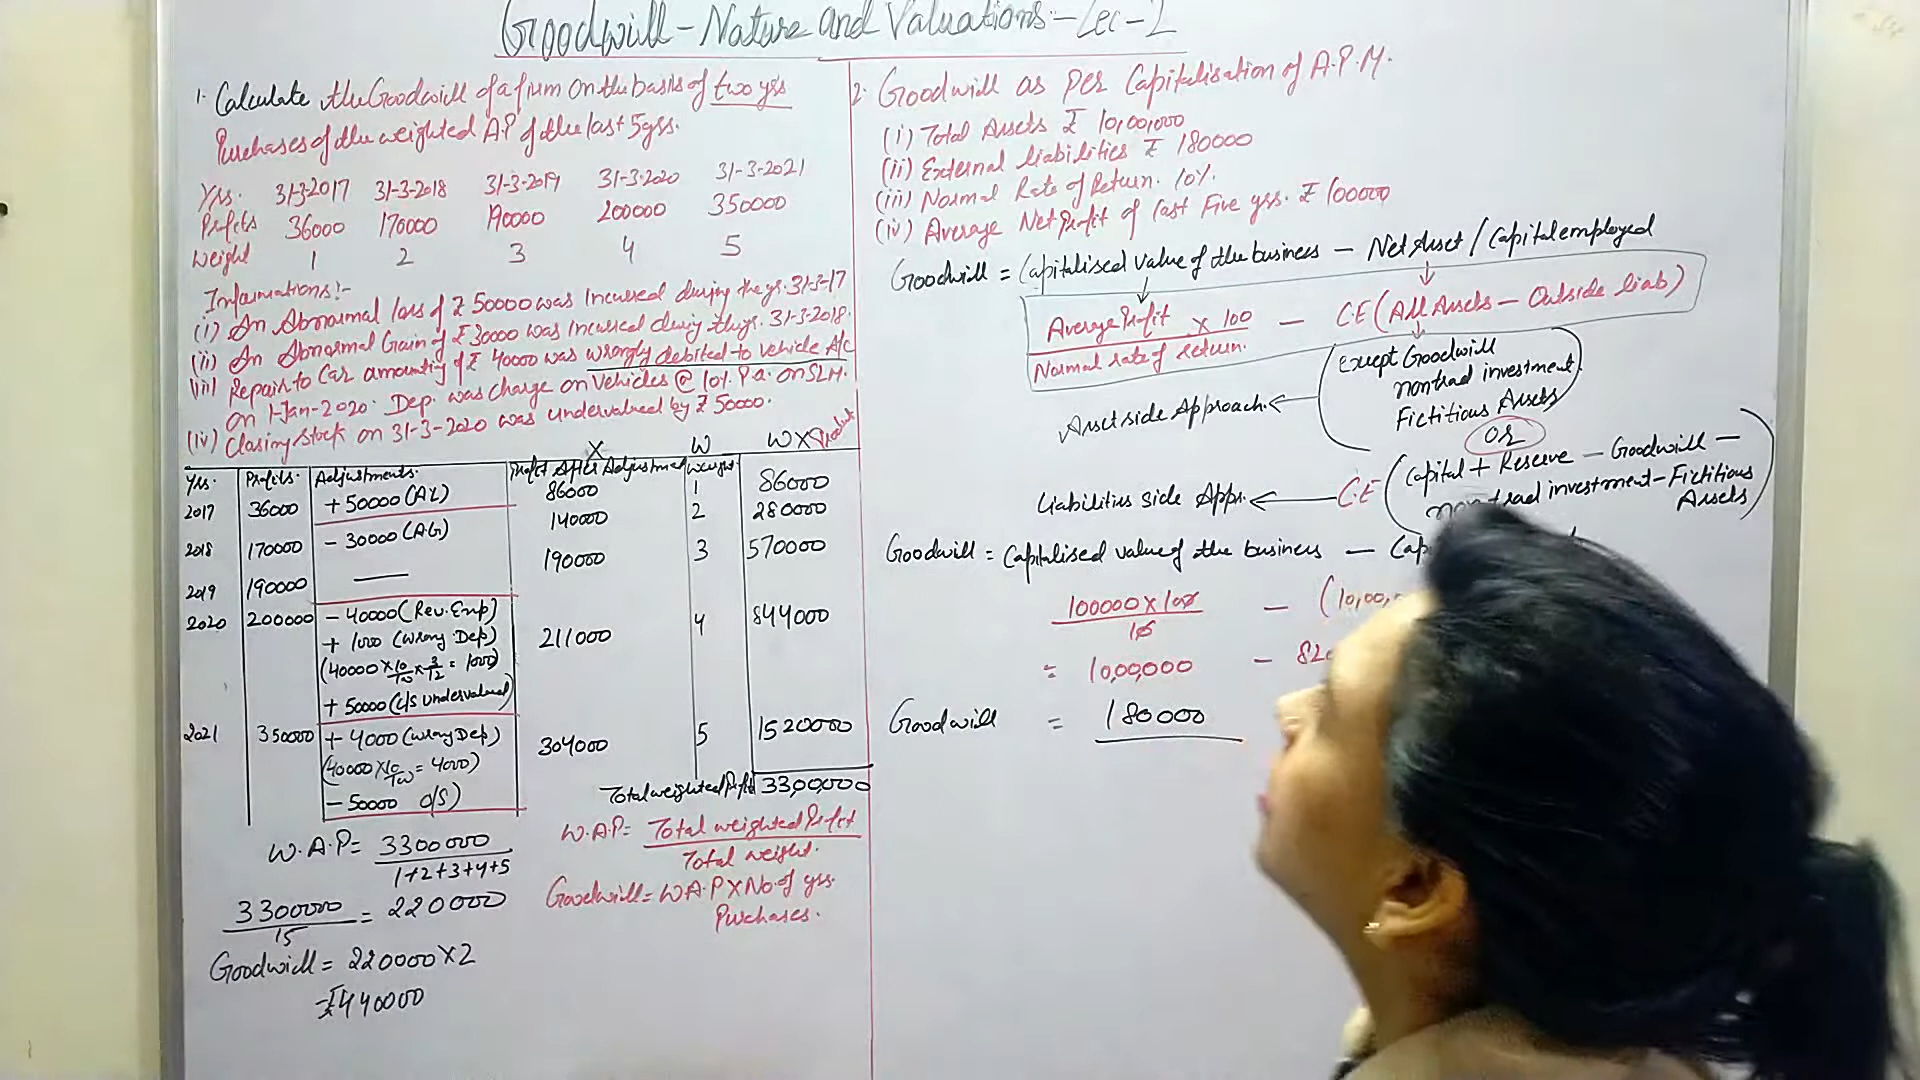 Goodwill - Nature and Valuations - Lec - 2
1. Calculate the Goodwill of a firm on the basis of two yrs
Purchases of the weighted A.P of the last 5 yrs.
Yrs. 31-3-2017 31-3-2018 31-3-2019 31-3-2020 31-3-2021
Profits 36000 170000 190000 200000 350000
Weight 1 2 3 4 5
Informations:-
(i) An Abnormal loss of ₹ 50000 was Incurred during the yr. 31-3-17
(ii) An Abnormal Gain of ₹ 30000 was Incurred during the yr. 31-3-2018.
(iii) Repair to Car amounting of ₹ 40000 was wrongly debited to vehicle A/c
on 1-Jan-2020. Dep. was charge on Vehicles @ 10% P.a. on SLM.
(iv) Closing Stock on 31-3-2020 was undervalued by ₹ 50000.
X W WX Product
Yrs. Profits. Adjustments. Profit After Adjustment weight
2017 36000 + 50000 (AL) 86000 1 86000
2018 170000 - 30000 (AG) 140000 2 280000
2019 190000 — 190000 3 570000
2020 200000 - 40000 (Rev. Exp) 211000 4 844000
+ 1000 (wrong Dep)
(40000 × 10/100 × 3/12 = 1000)
+ 50000 (C/S undervalued)
2021 350000 + 4000 (wrong Dep) 304000 5 1520000
(40000 × 10/100 = 4000)
- 50000 O/S)
Total weighted Profit 33,00,000
W.A.P = 3300000 / 1+2+3+4+5
3300000 / 15 = 220000
Goodwill = 220000 × 2
= ₹ 440000
W.A.P = Total weighted Profit / Total weight.
Goodwill = W.A.P × No. of yrs.
Purchases.
2. Goodwill as per Capitalisation of A.P.M.
(i) Total Assets ₹ 10,00,000
(ii) External liabilities ₹ 180000
(iii) Normal Rate of Return. 10%.
(iv) Average Net Profit of last Five yrs. ₹ 100000
Goodwill = Capitalised value of the business - Net Asset / Capital employed
Average Profit / Normal rate of return. × 100 - C.E (All Assets - Outside liab)
Except Goodwill
nontrad investment
Fictitious Assets
Asset side Approach.
OR
Liabilities side Appr. C.E (Capital + Reserve - Goodwill -
nontrad investment - Fictitious
Assets)
Goodwill = Capitalised value of the business -
100000 × 100 / 10 - (10,00,
= 10,00,000 - 820
Goodwill = 180000